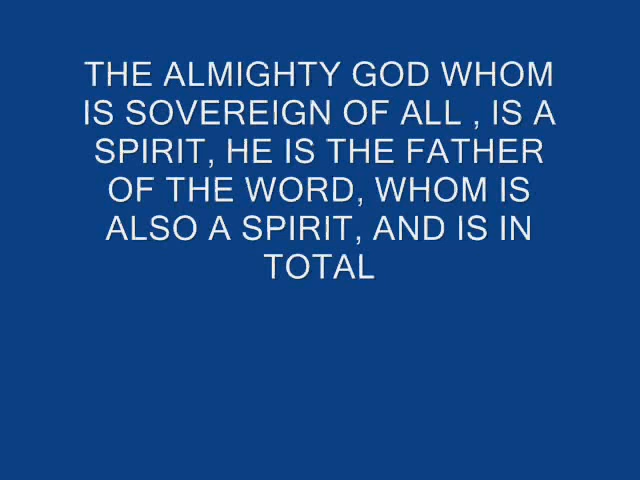 THE ALMIGHTY GOD WHOM
IS SOVEREIGN OF ALL , IS A
SPIRIT, HE IS THE FATHER
OF THE WORD, WHOM IS
ALSO A SPIRIT, AND IS IN
TOTAL